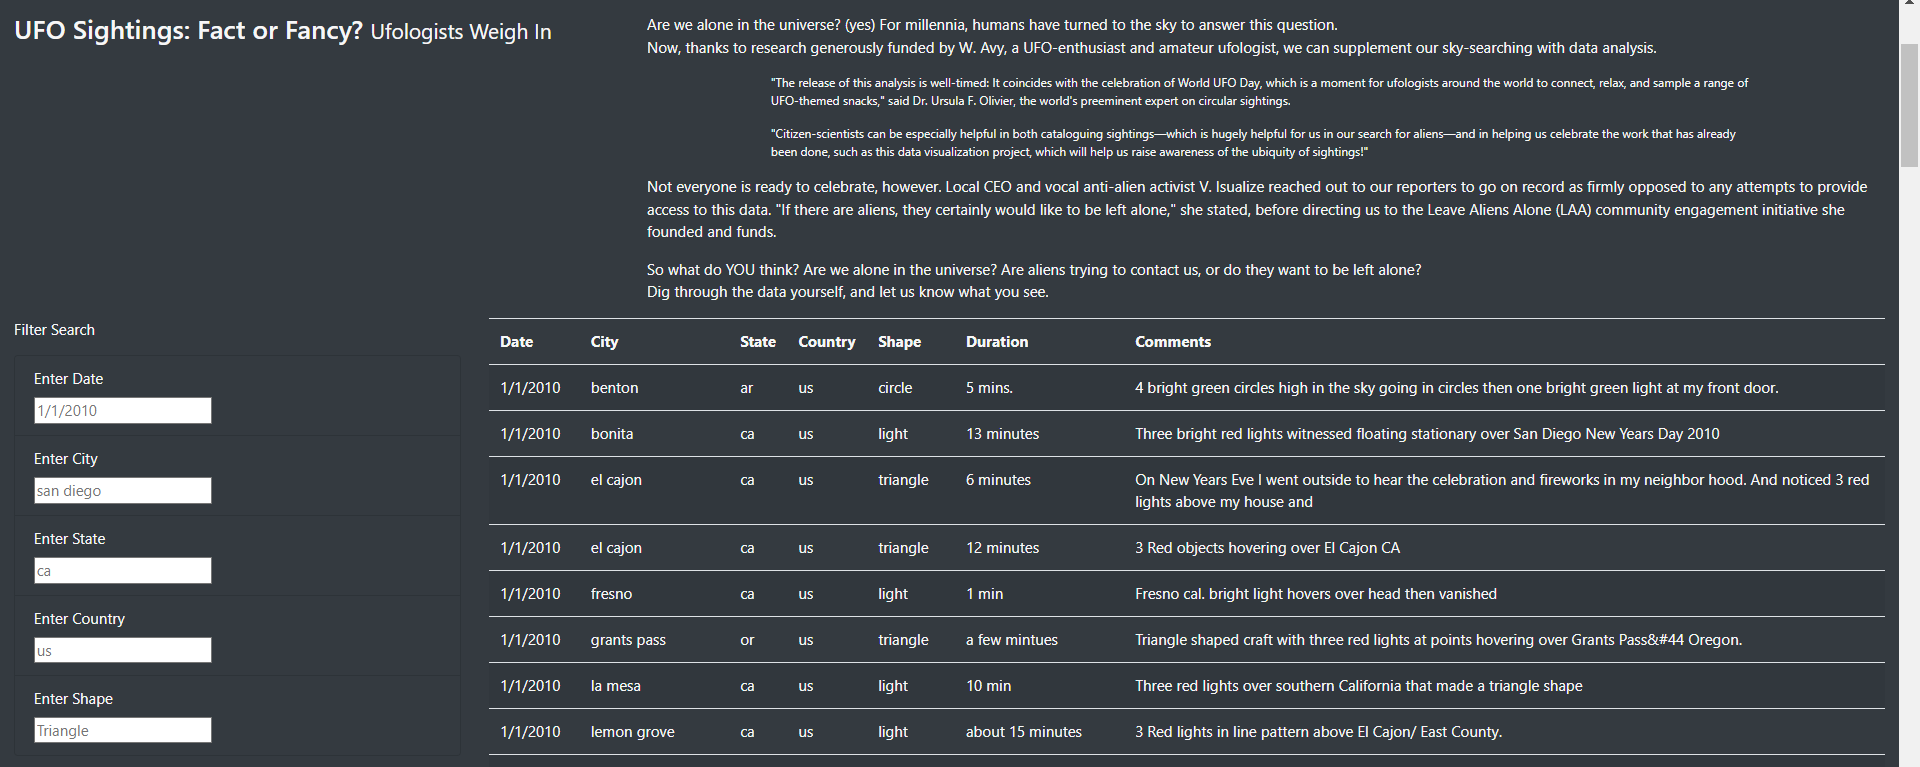 UFO Sightings: Fact or Fancy? Ufologists Weigh In
Are we alone in the universe? (yes) For millennia, humans have turned to the sky to answer this question.
Now, thanks to research generously funded by W. Avy, a UFO-enthusiast and amateur ufologist, we can supplement our sky-searching with data analysis.
"The release of this analysis is well-timed: It coincides with the celebration of World UFO Day, which is a moment for ufologists around the world to connect, relax, and sample a range of
UFO-themed snacks," said Dr. Ursula F. Olivier, the world's preeminent expert on circular sightings.
"Citizen-scientists can be especially helpful in both cataloguing sightings—which is hugely helpful for us in our search for aliens—and in helping us celebrate the work that has already
been done, such as this data visualization project, which will help us raise awareness of the ubiquity of sightings!"
Not everyone is ready to celebrate, however. Local CEO and vocal anti-alien activist V. Isualize reached out to our reporters to go on record as firmly opposed to any attempts to provide
access to this data. "If there are aliens, they certainly would like to be left alone," she stated, before directing us to the Leave Aliens Alone (LAA) community engagement initiative she
founded and funds.
So what do YOU think? Are we alone in the universe? Are aliens trying to contact us, or do they want to be left alone?
Dig through the data yourself, and let us know what you see.
Filter Search
Enter Date
1/1/2010
Enter City
san diego
Enter State
ca
Enter Country
us
Enter Shape
Triangle
Date City State Country Shape Duration Comments
1/1/2010 benton ar us circle 5 mins. 4 bright green circles high in the sky going in circles then one bright green light at my front door.
1/1/2010 bonita ca us light 13 minutes Three bright red lights witnessed floating stationary over San Diego New Years Day 2010
1/1/2010 el cajon ca us triangle 6 minutes On New Years Eve I went outside to hear the celebration and fireworks in my neighbor hood. And noticed 3 red
lights above my house and
1/1/2010 el cajon ca us triangle 12 minutes 3 Red objects hovering over El Cajon CA
1/1/2010 fresno ca us light 1 min Fresno cal. bright light hovers over head then vanished
1/1/2010 grants pass or us triangle a few mintues Triangle shaped craft with three red lights at points hovering over Grants Pass&#44 Oregon.
1/1/2010 la mesa ca us light 10 min Three red lights over southern California that made a triangle shape
1/1/2010 lemon grove ca us light about 15 minutes 3 Red lights in line pattern above El Cajon/ East County.